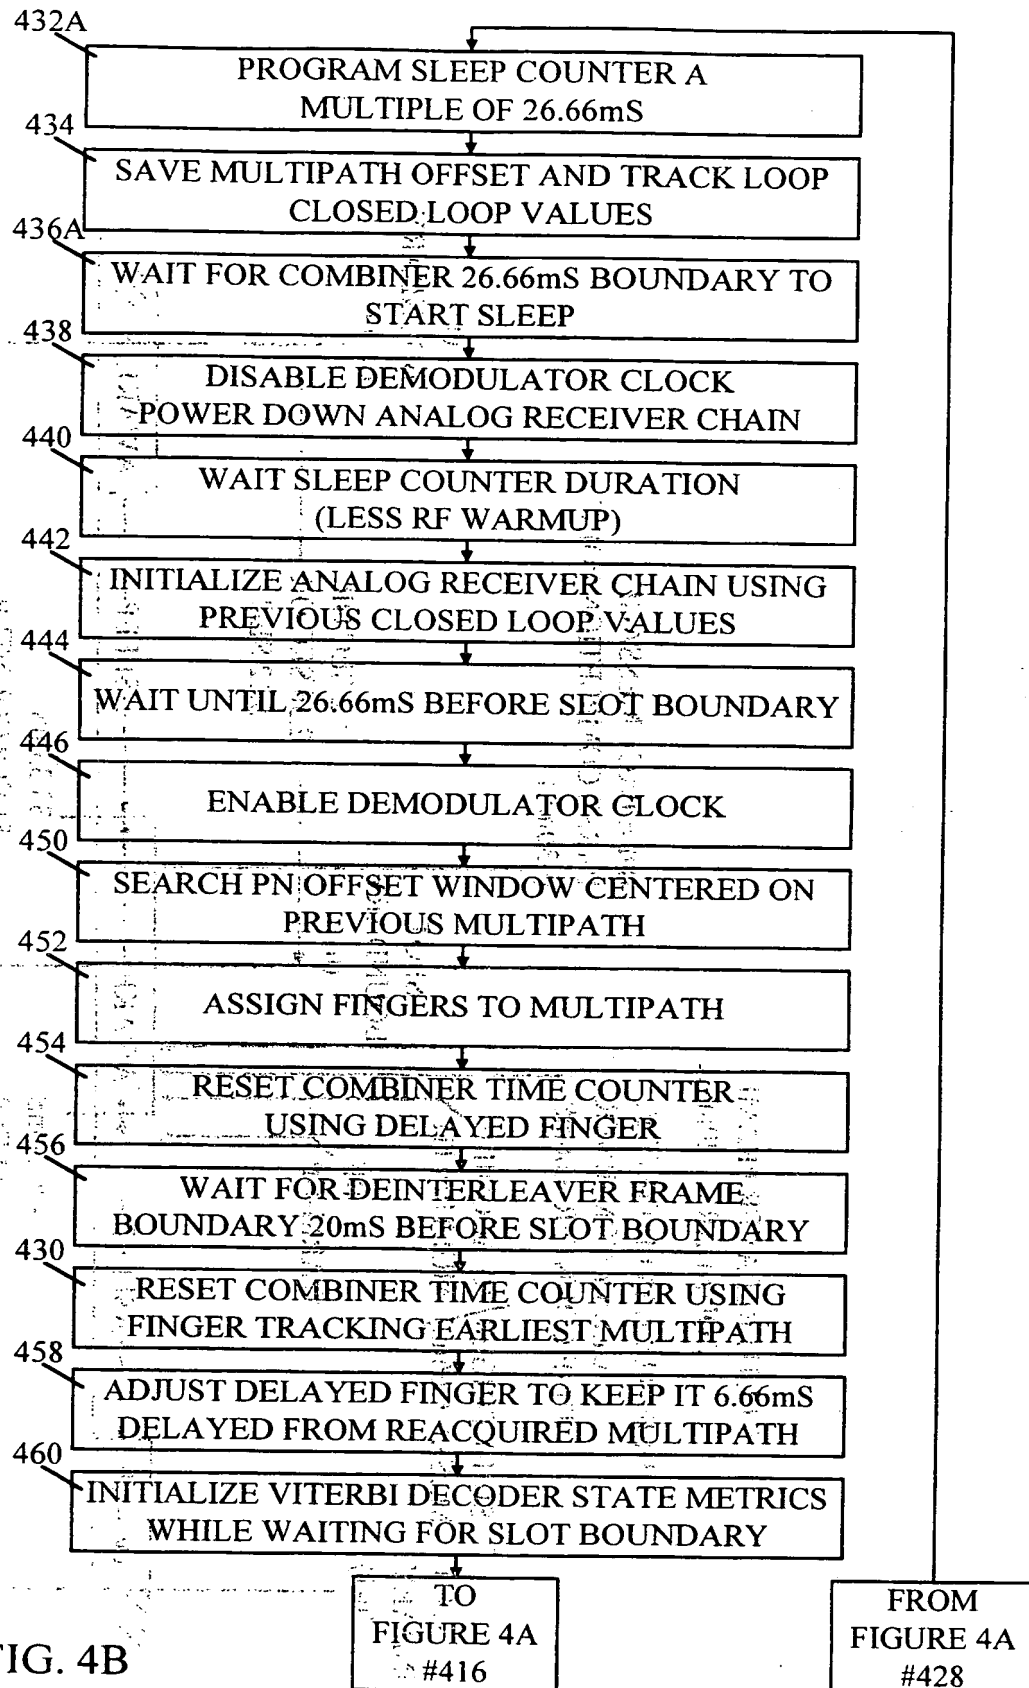 432A
PROGRAM SLEEP COUNTER A
MULTIPLE OF 26.66mS
434
SAVE MULTIPATH OFFSET AND TRACK LOOP
CLOSED LOOP VALUES
436A
WAIT FOR COMBINER 26.66mS BOUNDARY TO
START SLEEP
438
DISABLE DEMODULATOR CLOCK
POWER DOWN ANALOG RECEIVER CHAIN
440
WAIT SLEEP COUNTER DURATION
(LESS RF WARMUP)
442
INITIALIZE ANALOG RECEIVER CHAIN USING
PREVIOUS CLOSED LOOP VALUES
444
WAIT UNTIL 26.66mS BEFORE SLOT BOUNDARY
446
ENABLE DEMODULATOR CLOCK
450
SEARCH PN OFFSET WINDOW CENTERED ON
PREVIOUS MULTIPATH
452
ASSIGN FINGERS TO MULTIPATH
454
RESET COMBINER TIME COUNTER
USING DELAYED FINGER
456
WAIT FOR DEINTERLEAVER FRAME
BOUNDARY 20mS BEFORE SLOT BOUNDARY
430
RESET COMBINER TIME COUNTER USING
FINGER TRACKING EARLIEST MULTIPATH
458
ADJUST DELAYED FINGER TO KEEP IT 6.66mS
DELAYED FROM REACQUIRED MULTIPATH
460
INITIALIZE VITERBI DECODER STATE METRICS
WHILE WAITING FOR SLOT BOUNDARY
TO
FIGURE 4A
#416
FROM
FIGURE 4A
#428
FIG. 4B